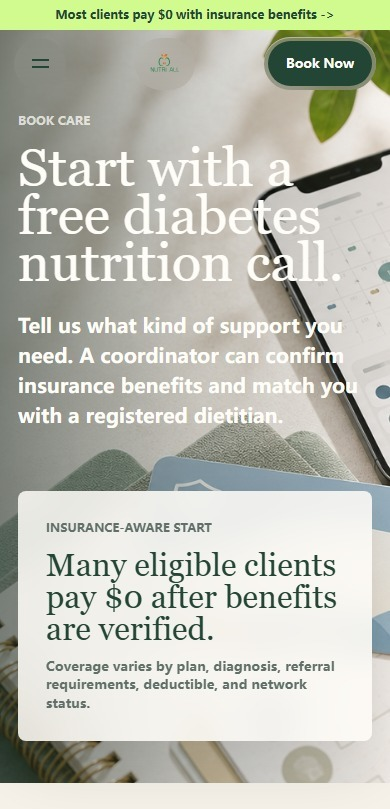 Most clients pay $0 with insurance benefits ->
NUTRI ALL
Book Now
BOOK CARE
Start with a
free diabetes
nutrition call.
Tell us what kind of support you
need. A coordinator can confirm
insurance benefits and match you
with a registered dietitian.
INSURANCE-AWARE START
Many eligible clients
pay $0 after benefits
are verified.
Coverage varies by plan, diagnosis, referral
requirements, deductible, and network
status.